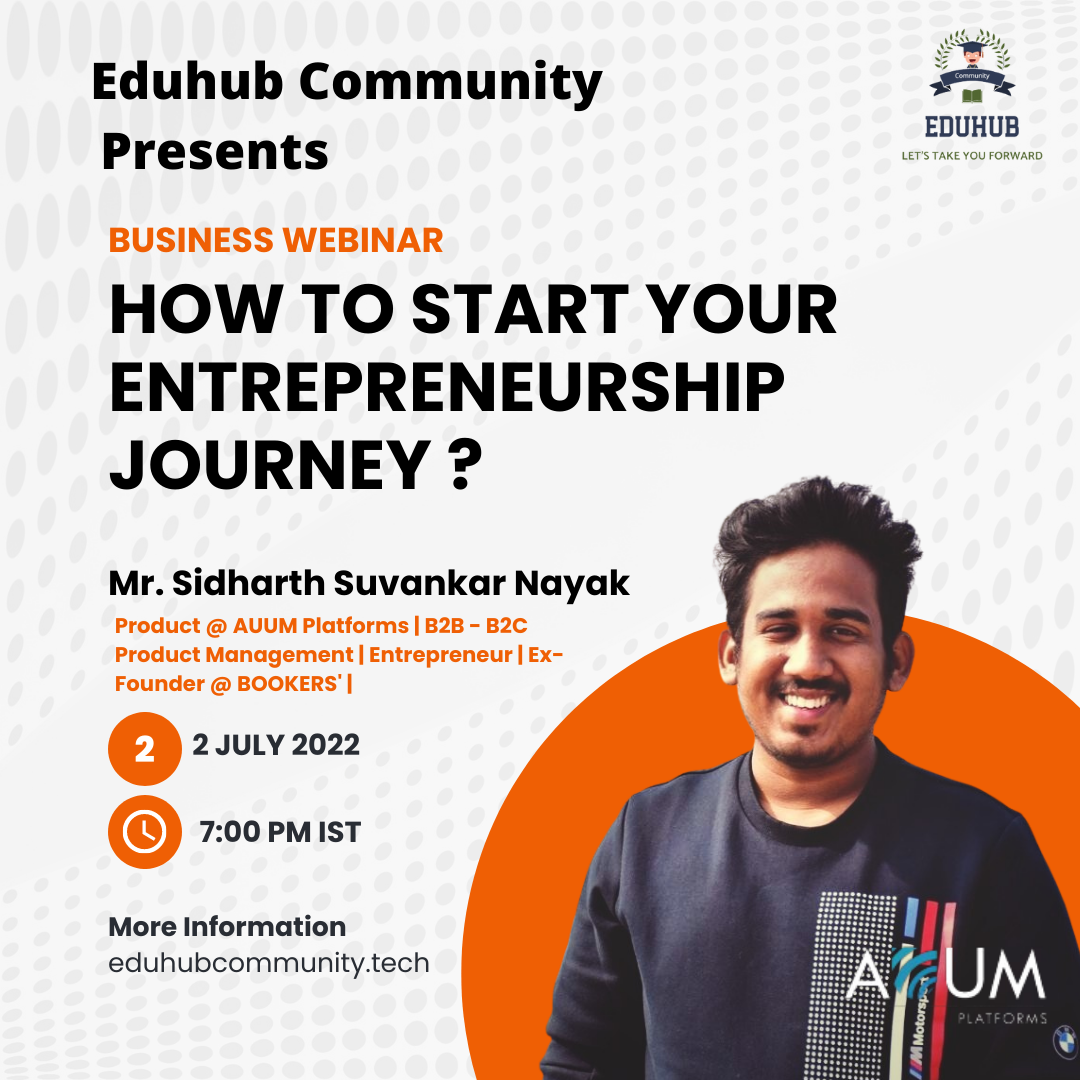 Eduhub Community
Presents
Community
EDUHUB
LET'S TAKE YOU FORWARD
BUSINESS WEBINAR
HOW TO START YOUR
ENTREPRENEURSHIP
JOURNEY ?
Mr. Sidharth Suvankar Nayak
Product @ AUUM Platforms | B2B - B2C
Product Management | Entrepreneur | Ex-
Founder @ BOOKERS' |
2
2 JULY 2022
7:00 PM IST
More Information
eduhubcommunity.tech
AUUM
PLATFORMS
Motorsport
BMW